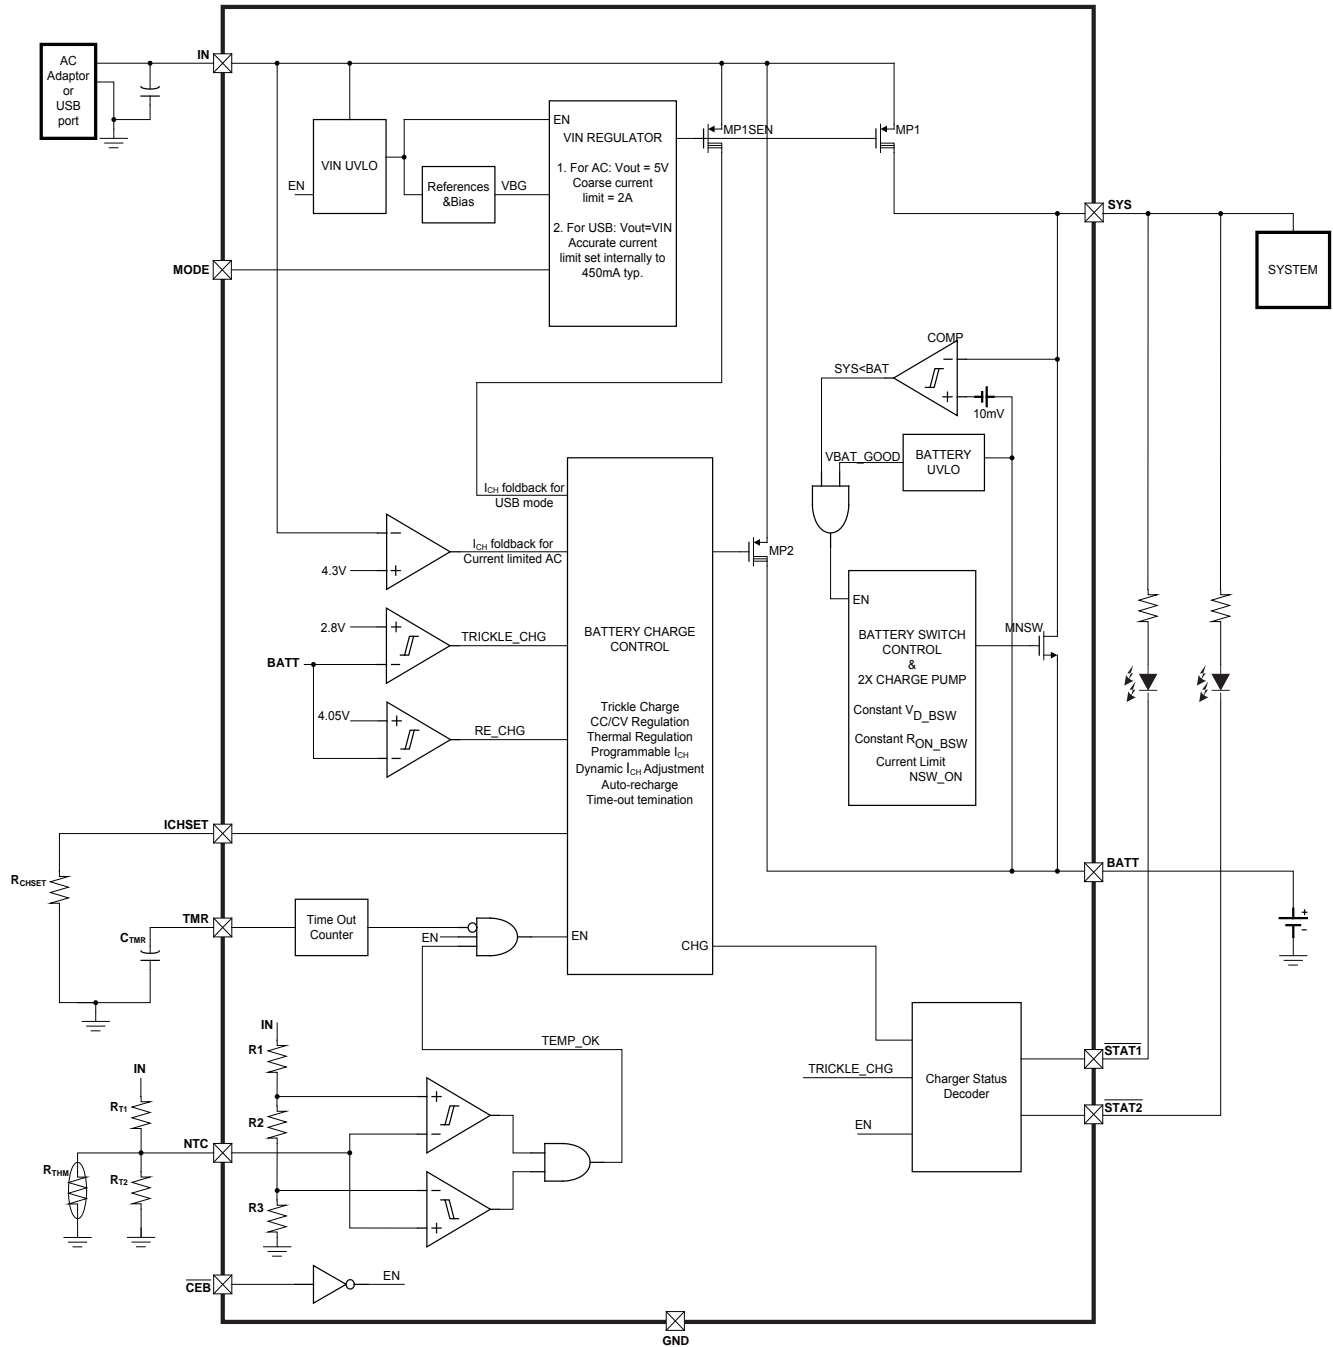 IN
AC
Adaptor
or
USB
port
VIN UVLO
EN
References
&Bias
VBG
EN
VIN REGULATOR
1. For AC: Vout = 5V
Coarse current
limit = 2A
2. For USB: Vout=VIN
Accurate current
limit set internally to
450mA typ.
MP1SEN
MP1
SYS
SYSTEM
MODE
COMP
SYS<BAT
−
+
10mV
VBAT_GOOD
BATTERY
UVLO
ICH foldback for
USB mode
−
4.3V
+
ICH foldback for
Current limited AC
MP2
2.8V
+
−
TRICKLE_CHG
BATT
4.05V
+
−
RE_CHG
BATTERY CHARGE
CONTROL
Trickle Charge
CC/CV Regulation
Thermal Regulation
Programmable ICH
Dynamic ICH Adjustment
Auto-recharge
Time-out temination
EN
BATTERY SWITCH
CONTROL
&
2X CHARGE PUMP
Constant VD_BSW
Constant RON_BSW
Current Limit
NSW_ON
MNSW
ICHSET
RCHSET
BATT
+
-
TMR
CTMR
Time Out
Counter
EN
EN
CHG
IN
R1
R2
R3
TEMP_OK
+
−
−
+
IN
RT1
NTC
RTHM
RT2
TRICKLE_CHG
EN
Charger Status
Decoder
STAT1
STAT2
CEB
EN
GND